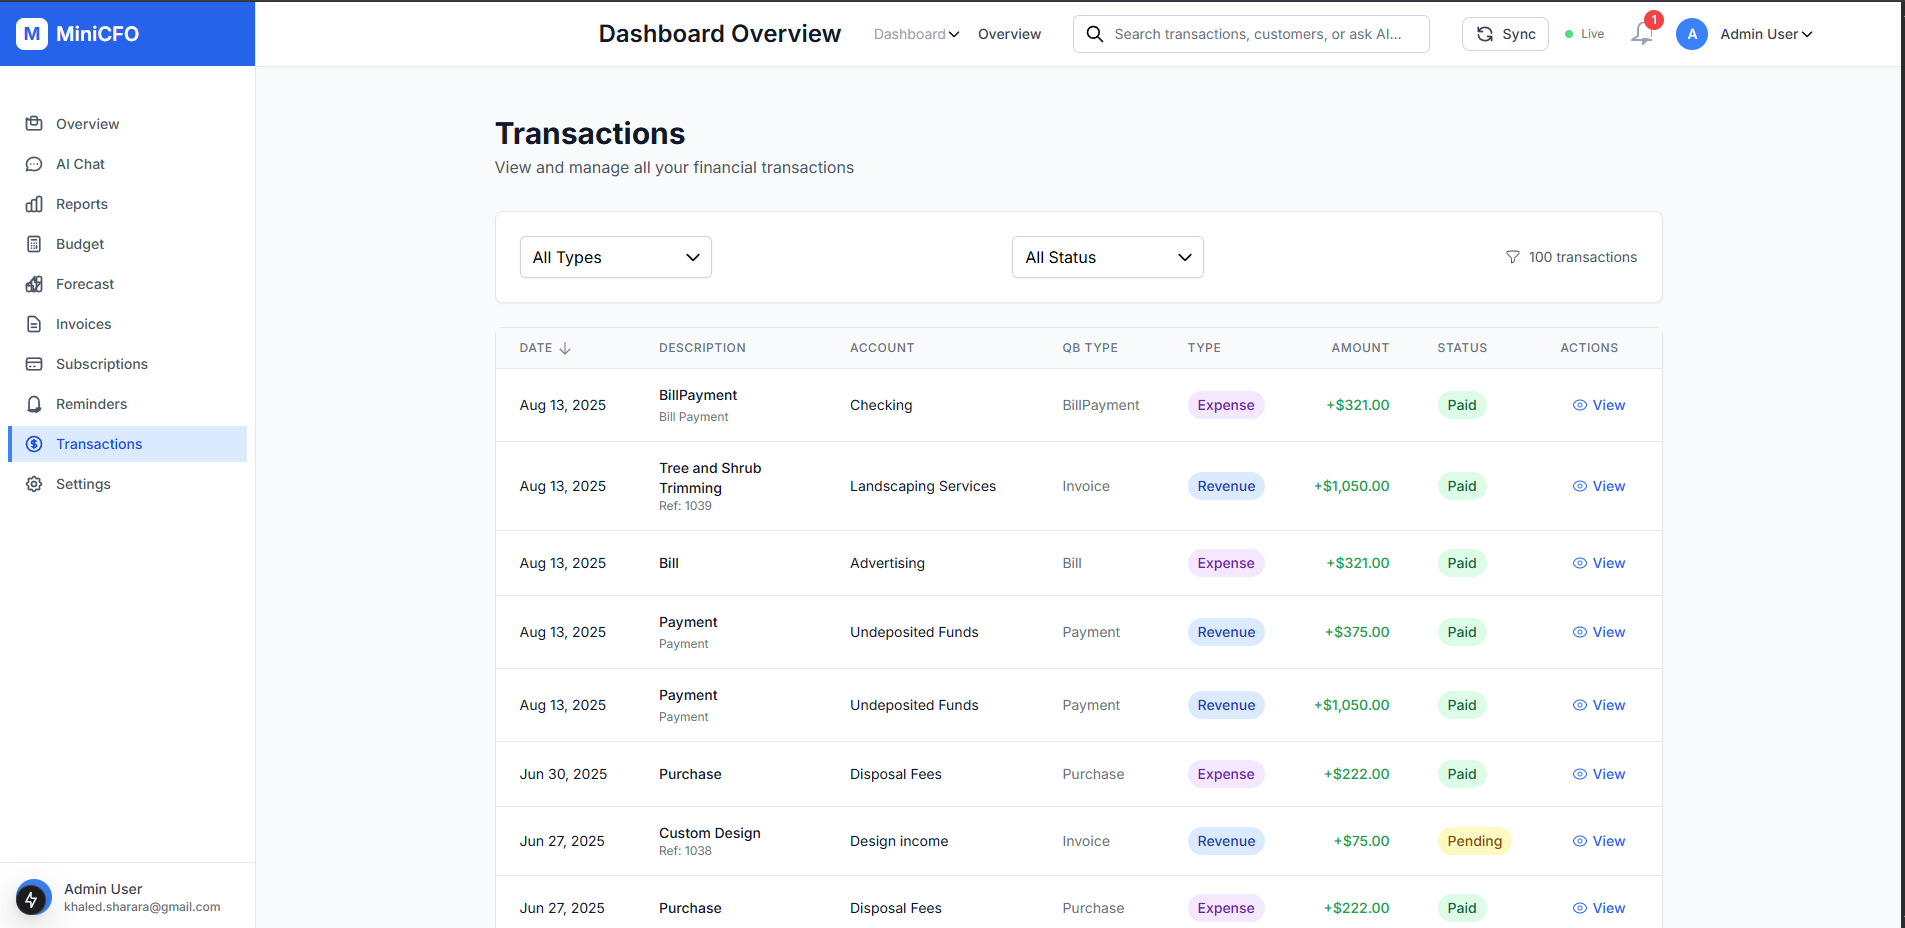 M MiniCFO
Dashboard Overview
Dashboard
Overview
Search transactions, customers, or ask AI...
Sync
Live
1
A
Admin User
Overview
AI Chat
Reports
Budget
Forecast
Invoices
Subscriptions
Reminders
Transactions
Settings
Admin User
khaled.sharara@gmail.com
Transactions
View and manage all your financial transactions
All Types
All Status
100 transactions
DATE DESCRIPTION ACCOUNT QB TYPE TYPE AMOUNT STATUS ACTIONS
Aug 13, 2025 BillPayment Checking BillPayment Expense +$321.00 Paid View
Bill Payment
Aug 13, 2025 Tree and Shrub Landscaping Services Invoice Revenue +$1,050.00 Paid View
Trimming
Ref: 1039
Aug 13, 2025 Bill Advertising Bill Expense +$321.00 Paid View
Aug 13, 2025 Payment Undeposited Funds Payment Revenue +$375.00 Paid View
Payment
Aug 13, 2025 Payment Undeposited Funds Payment Revenue +$1,050.00 Paid View
Payment
Jun 30, 2025 Purchase Disposal Fees Purchase Expense +$222.00 Paid View
Jun 27, 2025 Custom Design Design income Invoice Revenue +$75.00 Pending View
Ref: 1038
Jun 27, 2025 Purchase Disposal Fees Purchase Expense +$222.00 Paid View